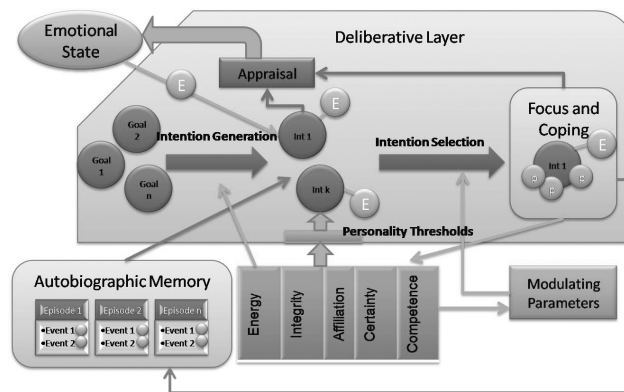 Emotional
State
Deliberative Layer
Appraisal
E
E
Goal
2
Goal
1
Goal
n
Intention Generation
Int 1
Intention Selection
Focus and
Coping
Int 1
E
P
P
P
Int k
E
Personality Thresholds
Autobiographic Memory
Episode 1
Episode 2
Episode n
•Event 1
•Event 2
•Event 1
•Event 2
•Event 1
•Event 2
Energy
Integrity
Affiliation
Certainty
Competence
Modulating
Parameters